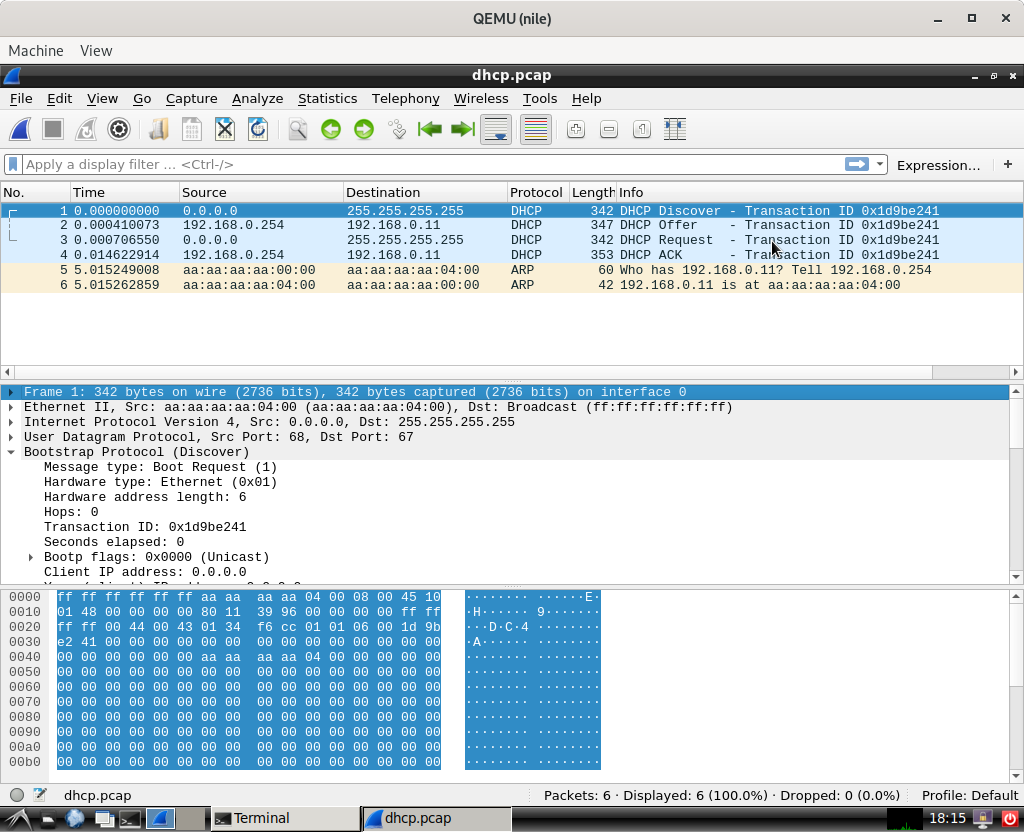 QEMU (nile)
Machine View
dhcp.pcap
File Edit View Go Capture Analyze Statistics Telephony Wireless Tools Help
Apply a display filter ... <Ctrl-/> Expression... +
No. Time Source Destination Protocol Length Info
1 0.000000000 0.0.0.0 255.255.255.255 DHCP 342 DHCP Discover - Transaction ID 0x1d9be241
2 0.000410073 192.168.0.254 192.168.0.11 DHCP 347 DHCP Offer - Transaction ID 0x1d9be241
3 0.000706550 0.0.0.0 255.255.255.255 DHCP 342 DHCP Request - Transaction ID 0x1d9be241
4 0.014622914 192.168.0.254 192.168.0.11 DHCP 353 DHCP ACK - Transaction ID 0x1d9be241
5 5.015249008 aa:aa:aa:aa:00:00 aa:aa:aa:aa:04:00 ARP 60 Who has 192.168.0.11? Tell 192.168.0.254
6 5.015262859 aa:aa:aa:aa:04:00 aa:aa:aa:aa:00:00 ARP 42 192.168.0.11 is at aa:aa:aa:aa:04:00
Frame 1: 342 bytes on wire (2736 bits), 342 bytes captured (2736 bits) on interface 0
Ethernet II, Src: aa:aa:aa:aa:04:00 (aa:aa:aa:aa:04:00), Dst: Broadcast (ff:ff:ff:ff:ff:ff)
Internet Protocol Version 4, Src: 0.0.0.0, Dst: 255.255.255.255
User Datagram Protocol, Src Port: 68, Dst Port: 67
Bootstrap Protocol (Discover)
Message type: Boot Request (1)
Hardware type: Ethernet (0x01)
Hardware address length: 6
Hops: 0
Transaction ID: 0x1d9be241
Seconds elapsed: 0
Bootp flags: 0x0000 (Unicast)
Client IP address: 0.0.0.0
0000 ff ff ff ff ff ff aa aa aa aa 04 00 08 00 45 10 ········ ······E·
0010 01 48 00 00 00 00 80 11 39 96 00 00 00 00 ff ff ·H······ 9·······
0020 ff ff 00 44 00 43 01 34 f6 cc 01 01 06 00 1d 9b ···D·C·4 ········
0030 e2 41 00 00 00 00 00 00 00 00 00 00 00 00 00 00 ·A······ ········
0040 00 00 00 00 00 00 aa aa aa aa 04 00 00 00 00 00 ········ ········
0050 00 00 00 00 00 00 00 00 00 00 00 00 00 00 00 00 ········ ········
0060 00 00 00 00 00 00 00 00 00 00 00 00 00 00 00 00 ········ ········
0070 00 00 00 00 00 00 00 00 00 00 00 00 00 00 00 00 ········ ········
0080 00 00 00 00 00 00 00 00 00 00 00 00 00 00 00 00 ········ ········
0090 00 00 00 00 00 00 00 00 00 00 00 00 00 00 00 00 ········ ········
00a0 00 00 00 00 00 00 00 00 00 00 00 00 00 00 00 00 ········ ········
00b0 00 00 00 00 00 00 00 00 00 00 00 00 00 00 00 00 ········ ········
dhcp.pcap Packets: 6 · Displayed: 6 (100.0%) · Dropped: 0 (0.0%) Profile: Default
Terminal dhcp.pcap 18:15